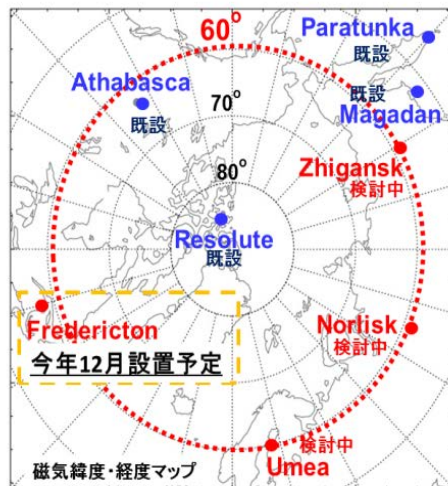 60°
Paratunka
既設
Athabasca
既設
70°
既設
Magadan
Zhigansk
検討中
80°
Resolute
既設
Fredericton
今年12月設置予定
Norlisk
検討中
検討中
Umea
磁気緯度・経度マップ